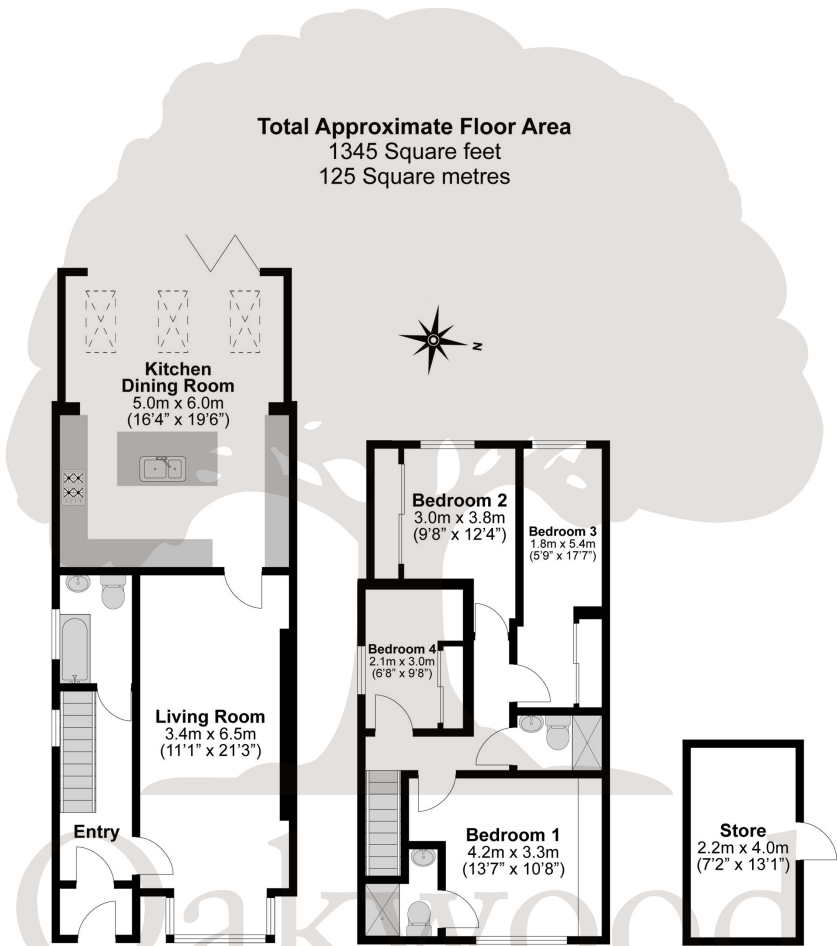 Total Approximate Floor Area
1345 Square feet
125 Square metres
N
Kitchen
Dining Room
5.0m x 6.0m
(16'4" x 19'6")
Bedroom 2
3.0m x 3.8m
(9'8" x 12'4")
Bedroom 3
1.8m x 5.4m
(5'9" x 17'7")
Bedroom 4
2.1m x 3.0m
(6'8" x 9'8")
Living Room
3.4m x 6.5m
(11'1" x 21'3")
Entry
Bedroom 1
4.2m x 3.3m
(13'7" x 10'8")
Store
2.2m x 4.0m
(7'2" x 13'1")
Oakwood